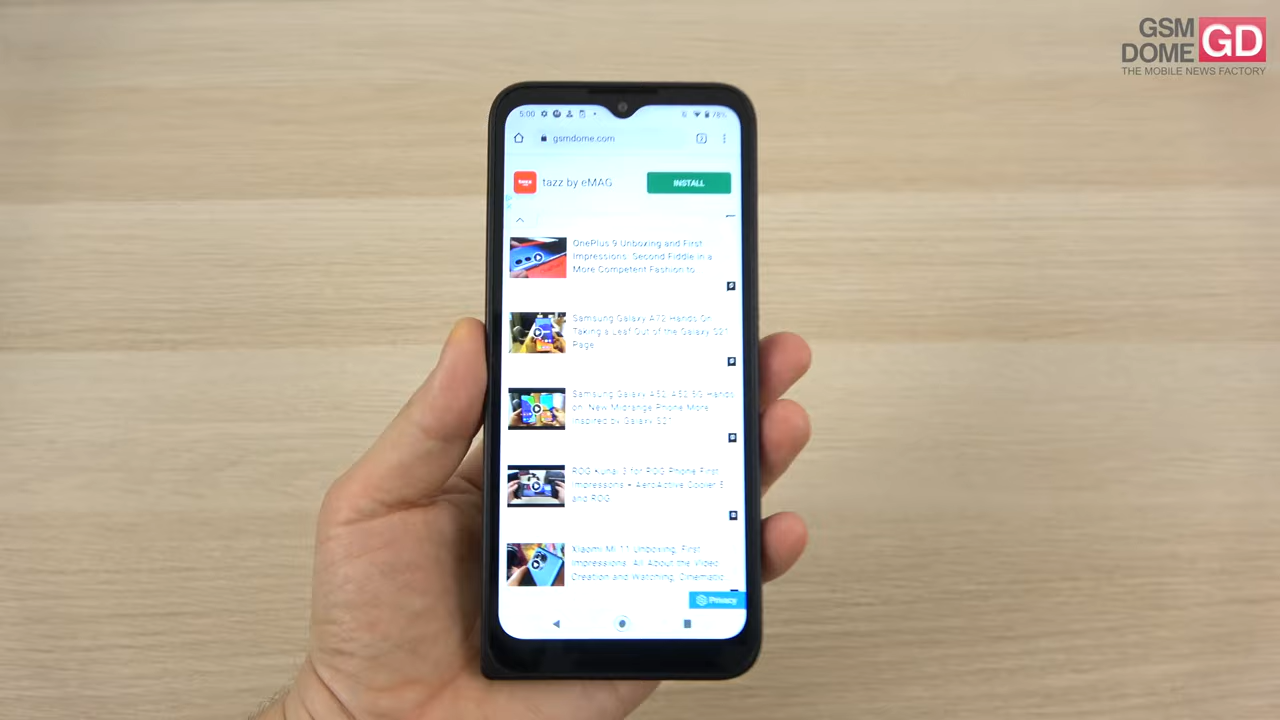 GSM
DOME GD
THE MOBILE NEWS FACTORY
5:00
78%
gsmdome.com
tazz by eMAG
INSTALL
OnePlus 9 Unboxing and First
Impressions: Second Fiddle in a
More Competent Fashion to
Samsung Galaxy A72 Hands On:
Taking a Leaf Out of the Galaxy S21
Page
Samsung Galaxy A52, A52 5G Hands
on: New Midrange Phone More
Inspired by Galaxy S21
ROG Kunai 3 for ROG Phone First
Impressons + AeroActive Cooler 5
and ROG
Xiaomi Mi 11 Unboxing, First
Impressions: All About the Video
Creation and Watching, Cinematic
Privacy